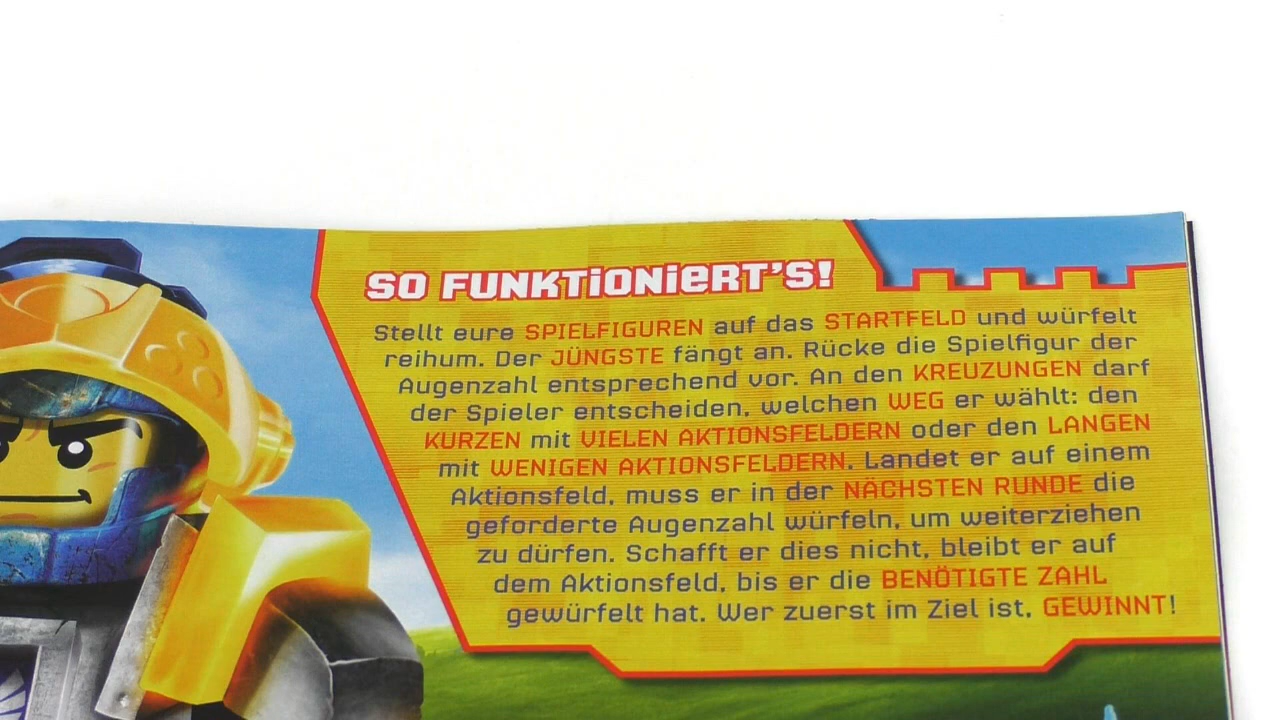 SO FUNKTiONiERT'S!
Stellt eure SPIELFIGUREN auf das STARTFELD und würfelt
reihum. Der JÜNGSTE fängt an. Rücke die Spielfigur der
Augenzahl entsprechend vor. An den KREUZUNGEN darf
der Spieler entscheiden, welchen WEG er wählt: den
KURZEN mit VIELEN AKTIONSFELDERN oder den LANGEN
mit WENIGEN AKTIONSFELDERN. Landet er auf einem
Aktionsfeld, muss er in der NÄCHSTEN RUNDE die
geforderte Augenzahl würfeln, um weiterziehen
zu dürfen. Schafft er dies nicht, bleibt er auf
dem Aktionsfeld, bis er die BENÖTIGTE ZAHL
gewürfelt hat. Wer zuerst im Ziel ist, GEWINNT!